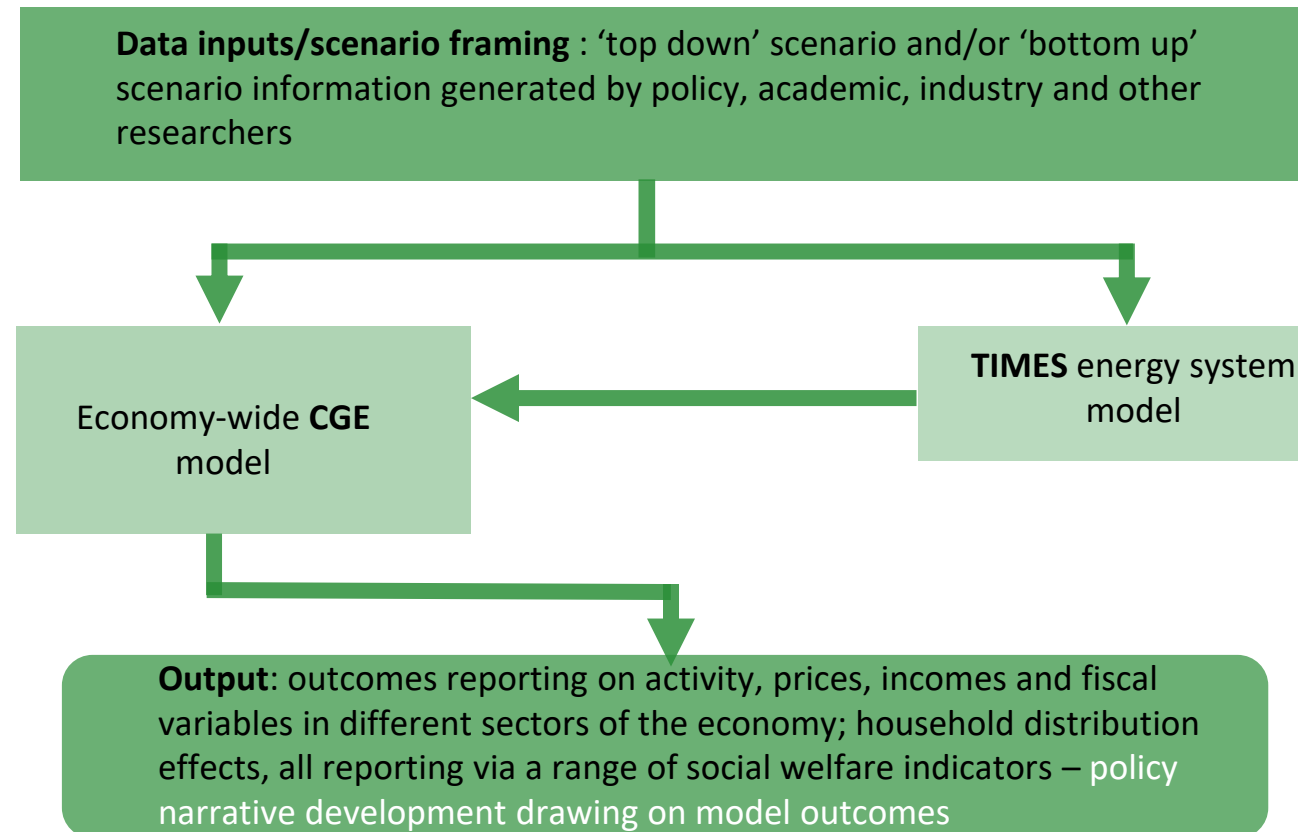 Data inputs/scenario framing : ‘top down’ scenario and/or ‘bottom up’
scenario information generated by policy, academic, industry and other
researchers
Economy-wide CGE
model
TIMES energy system
model
Output: outcomes reporting on activity, prices, incomes and fiscal
variables in different sectors of the economy; household distribution
effects, all reporting via a range of social welfare indicators – policy
narrative development drawing on model outcomes